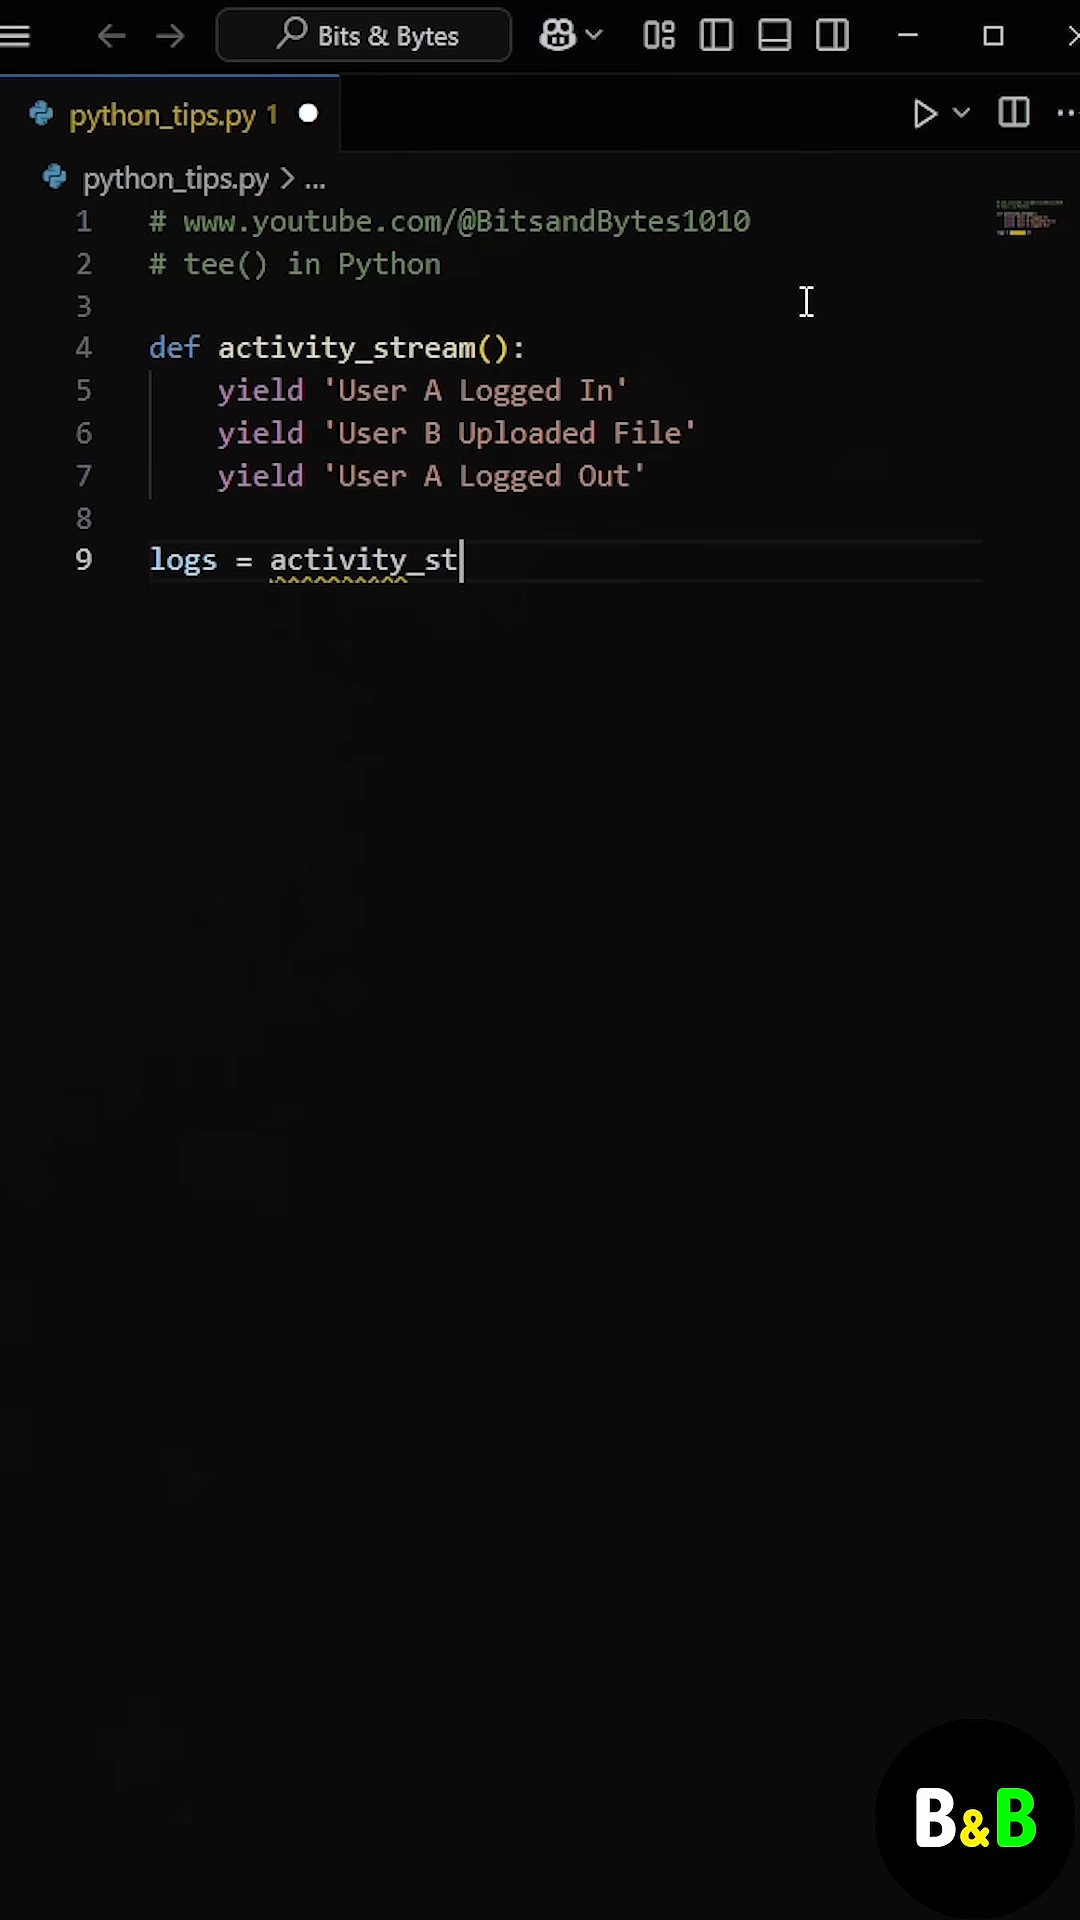 Bits & Bytes
python_tips.py 1
python_tips.py > ...
1 # www.youtube.com/@BitsandBytes1010
2 # tee() in Python
3
4 def activity_stream():
5 yield 'User A Logged In'
6 yield 'User B Uploaded File'
7 yield 'User A Logged Out'
8
9 logs = activity_st
B&B